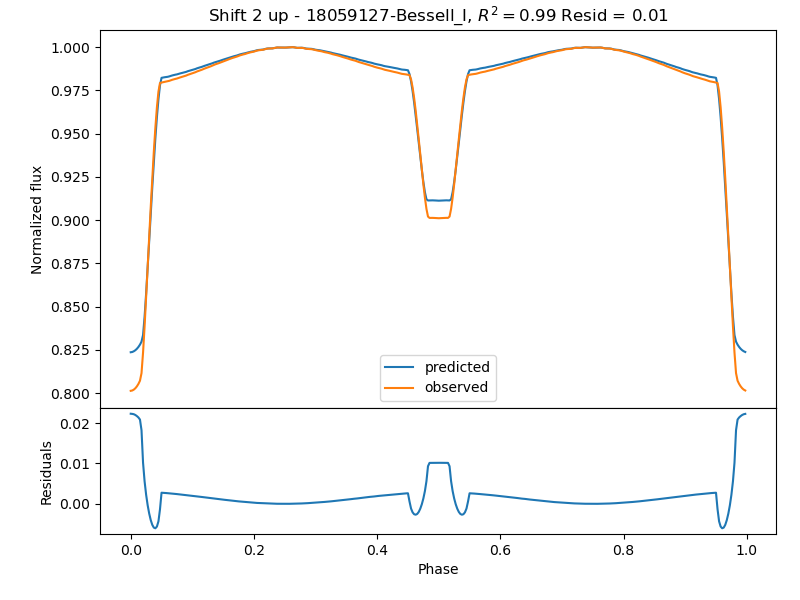 Shift 2 up - 18059127-Bessell_I, $R^2 = 0.99$ Resid = 0.01
Normalized flux
1.000
0.975
0.950
0.925
0.900
0.875
0.850
0.825
0.800
predicted
observed
Residuals
0.02
0.01
0.00
0.0 0.2 0.4 0.6 0.8 1.0
Phase